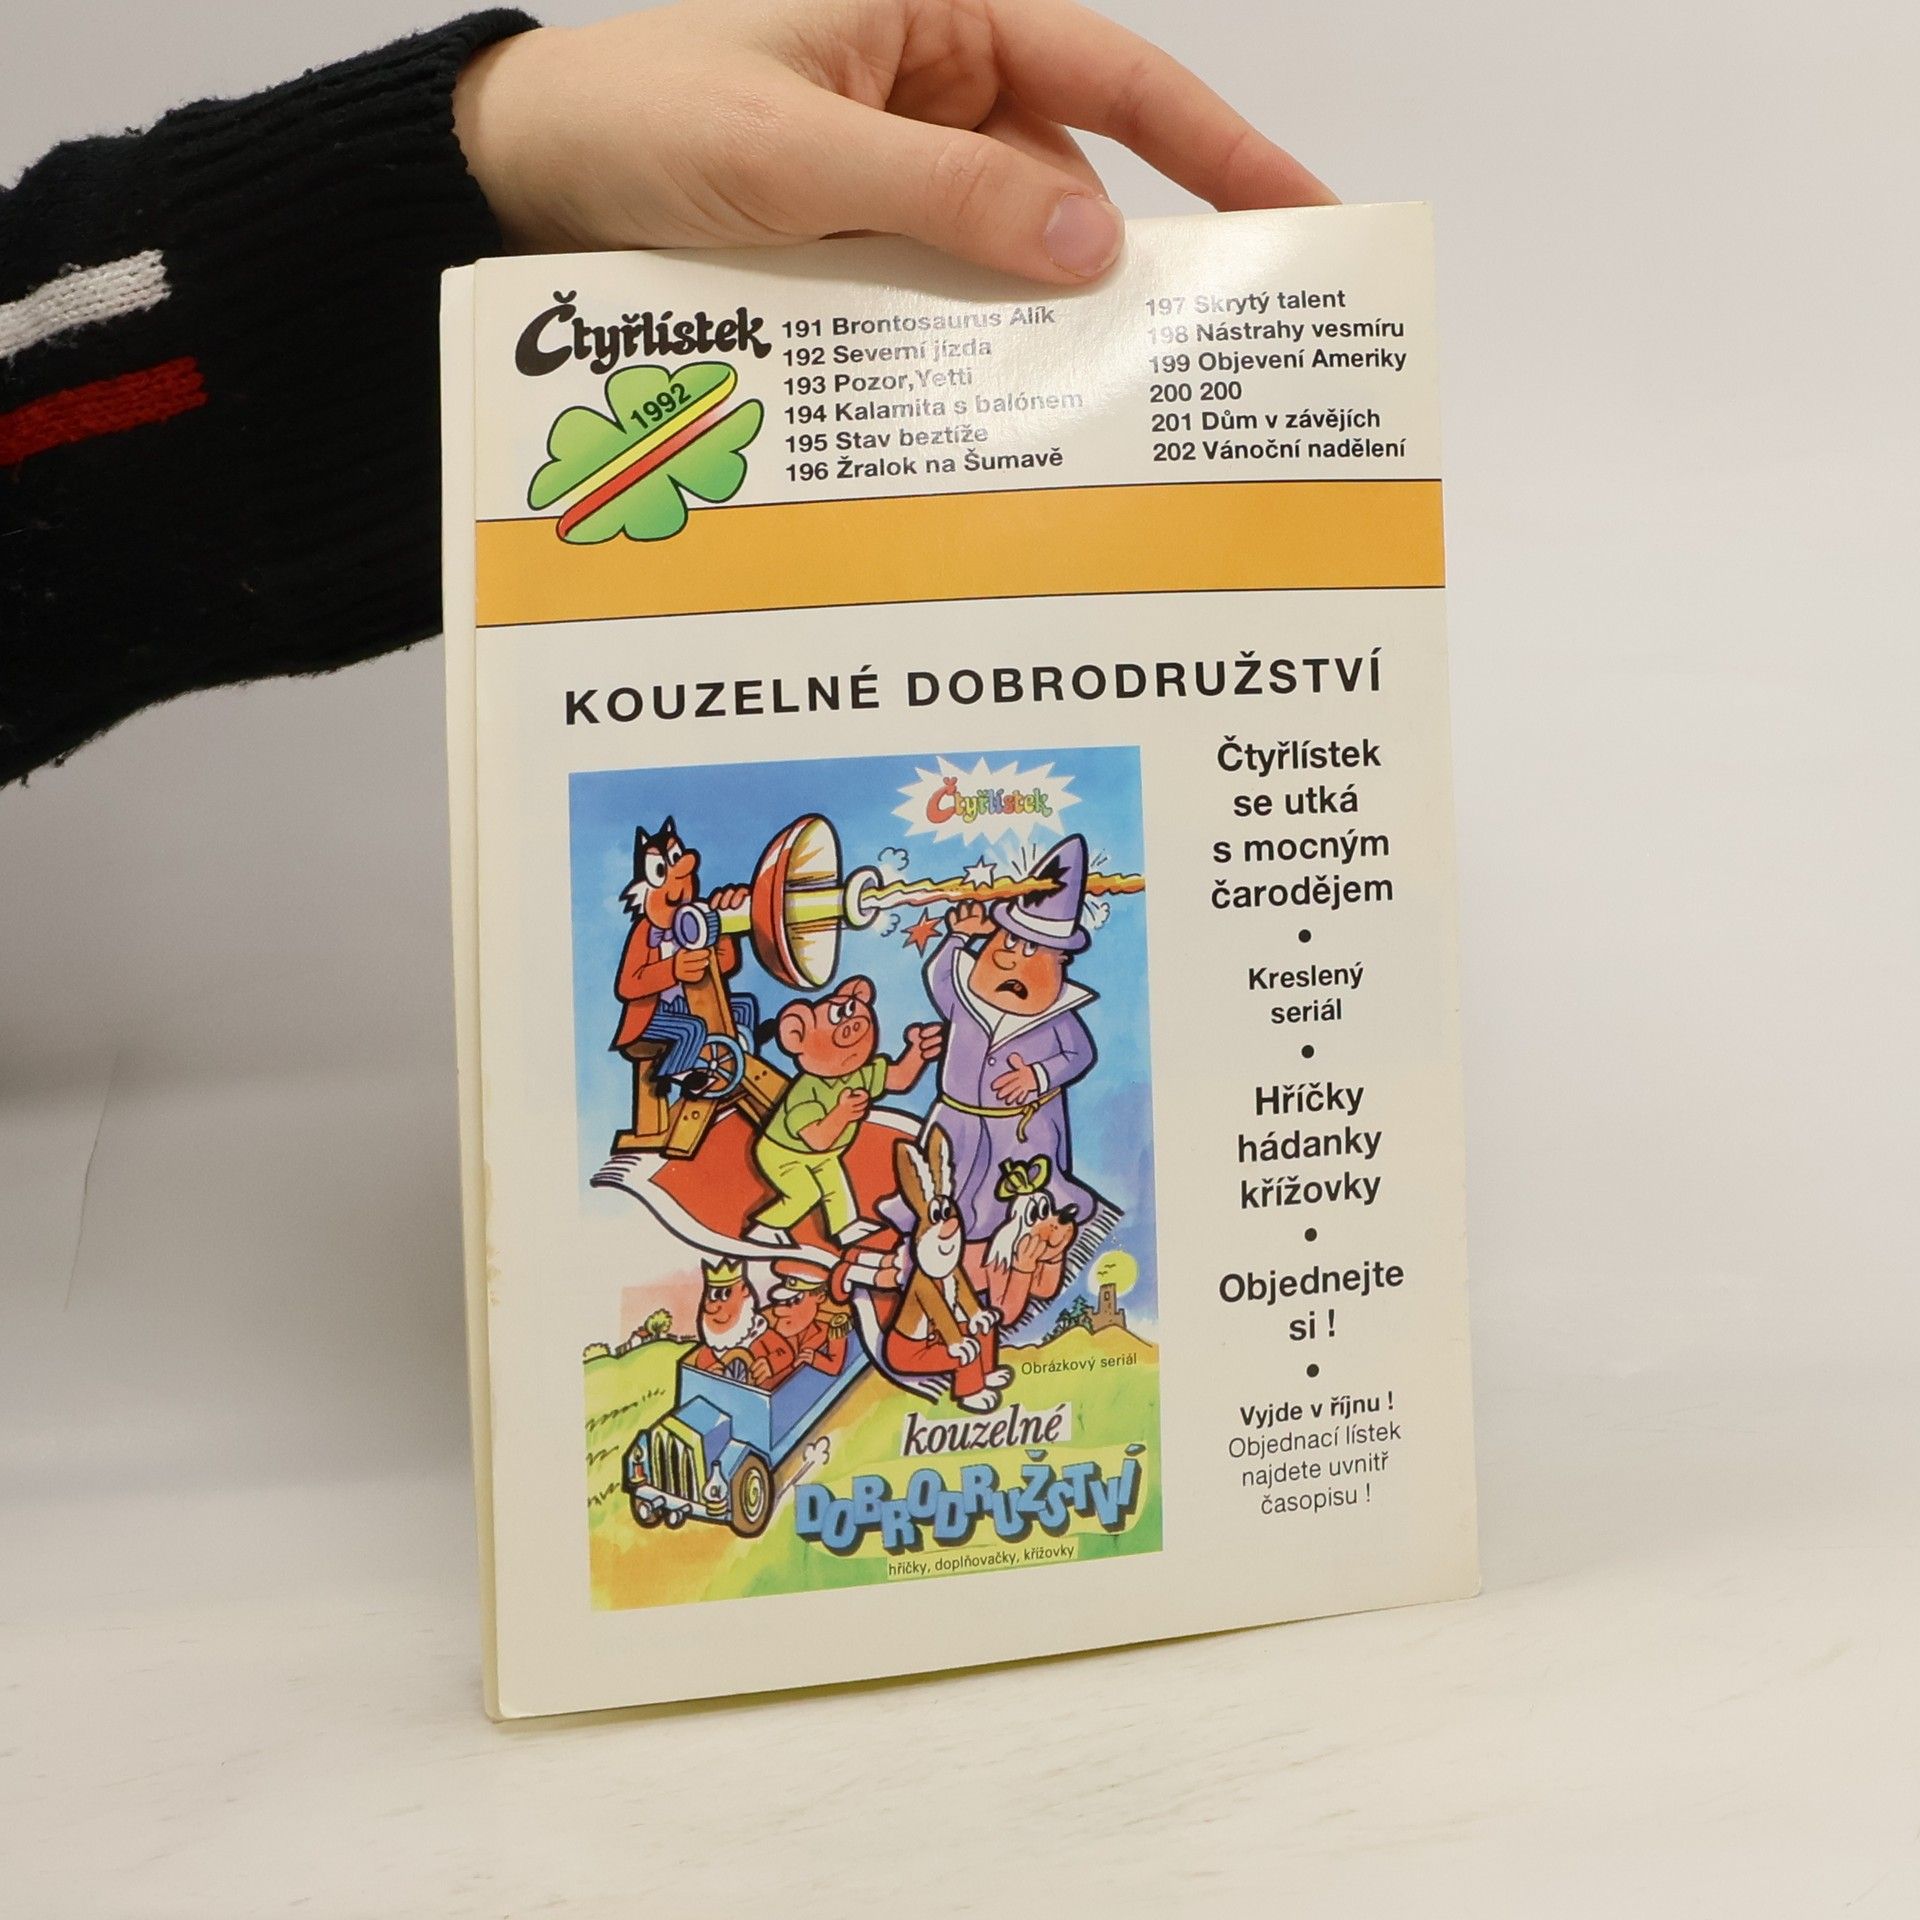 Čtyřlístek
1992
191 Brontosaurus Alík
192 Severní jízda
193 Pozor,Yetti
194 Kalamita s balónem
195 Stav beztíže
196 Žralok na Šumavě
197 Skrytý talent
198 Nástrahy vesmíru
199 Objevení Ameriky
200 200
201 Dům v závějích
202 Vánoční nadělení
KOUZELNÉ DOBRODRUŽSTVÍ
Čtyřlístek
Obrázkový seriál
kouzelné
DOBRODRUŽSTVÍ
hříčky, doplňovačky, křížovky
Čtyřlístek
se utká
s mocným
čarodějem
•
Kreslený
seriál
•
Hříčky
hádanky
křížovky
•
Objednejte
si !
•
Vyjde v říjnu !
Objednací lístek
najdete uvnitř
časopisu !